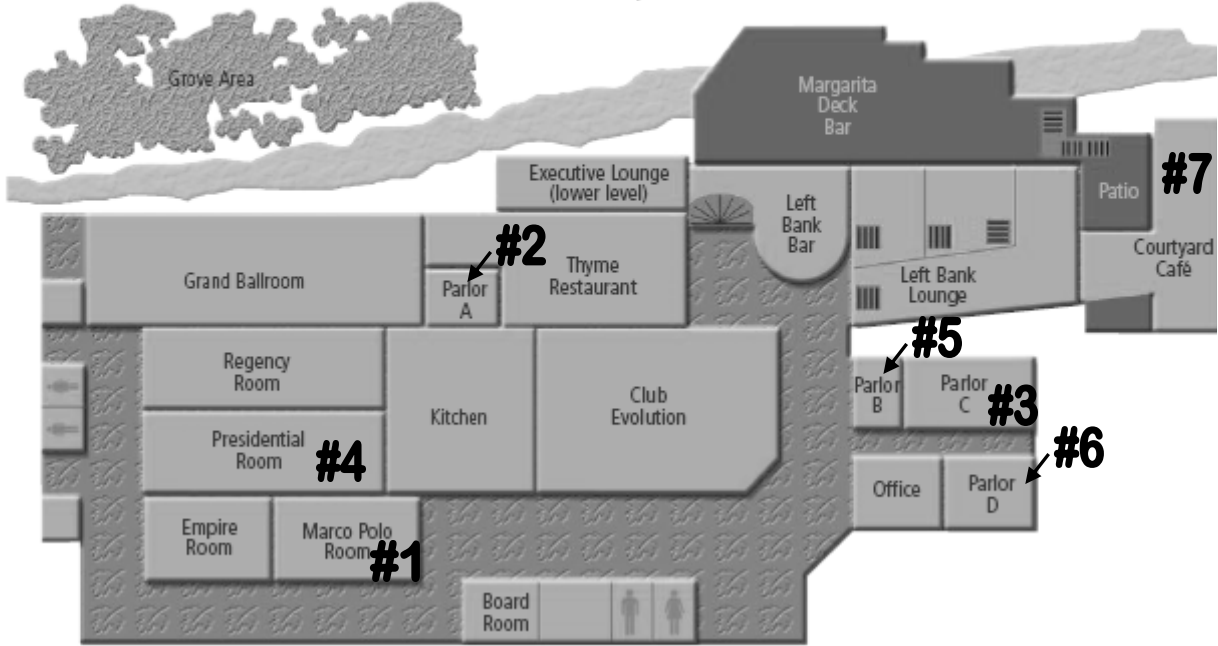 Grove Area
Margarita
Deck
Bar
Executive Lounge
(lower level)
Left
Bank
Bar
Patio
#7
Courtyard
Café
Grand Ballroom
#2
Parlor
A
Thyme
Restaurant
Left Bank
Lounge
#5
Regency
Room
Kitchen
Club
Evolution
Parlor
B
Parlor
C
#3
Presidential
Room
#4
#6
Office
Parlor
D
Empire
Room
Marco Polo
Room
#1
Board
Room